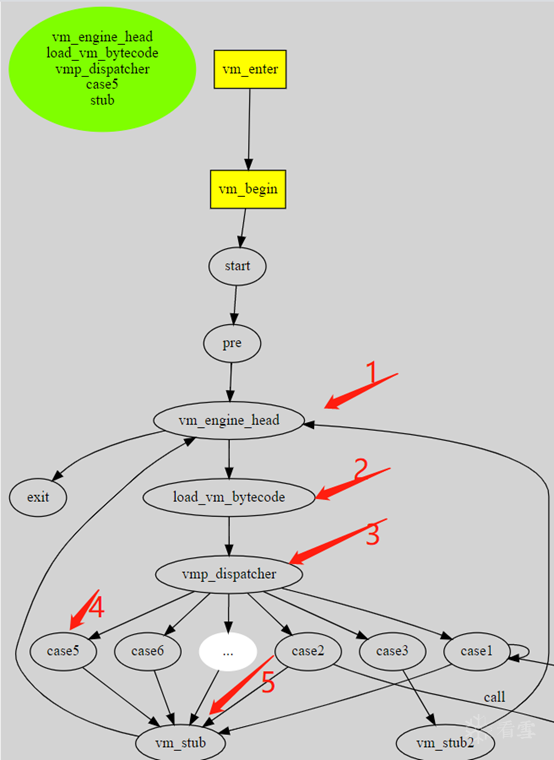 vm_engine_head
load_vm_bytecode
vmp_dispatcher
case5
stub
vm_enter
vm_begin
start
pre
1
vm_engine_head
2
exit
load_vm_bytecode
3
vmp_dispatcher
4
case5
case6
...
case2
case3
case1
5
call
vm_stub
vm_stub2
看雪